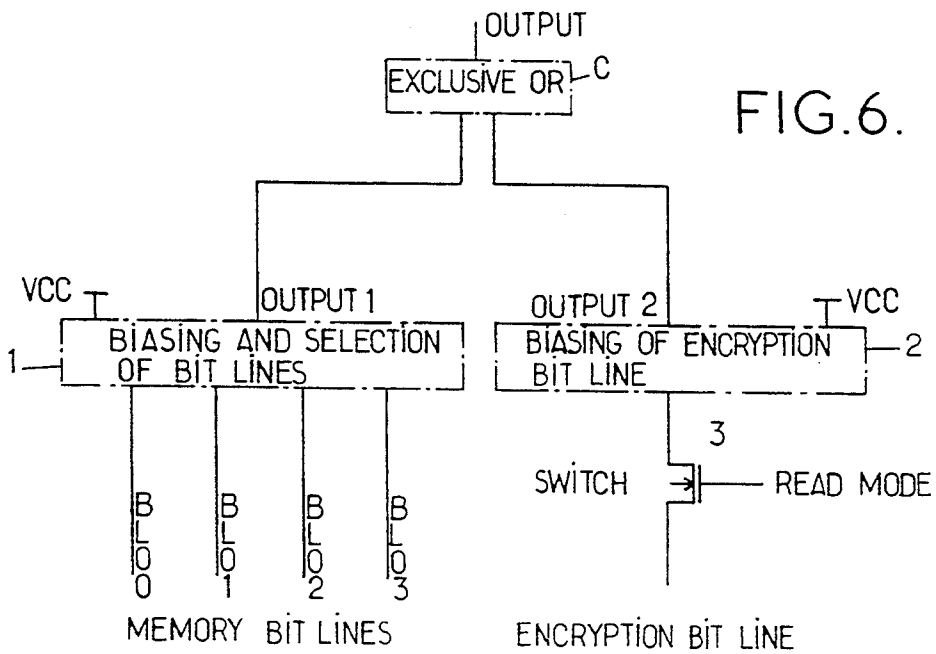 OUTPUT
EXCLUSIVE OR
C
FIG.6.
VCC
OUTPUT 1
OUTPUT 2
VCC
1
BIASING AND SELECTION
OF BIT LINES
BIASING OF ENCRYPTION
BIT LINE
2
3
SWITCH
READ MODE
BL00
BL01
BL02
BL03
MEMORY BIT LINES
ENCRYPTION BIT LINE